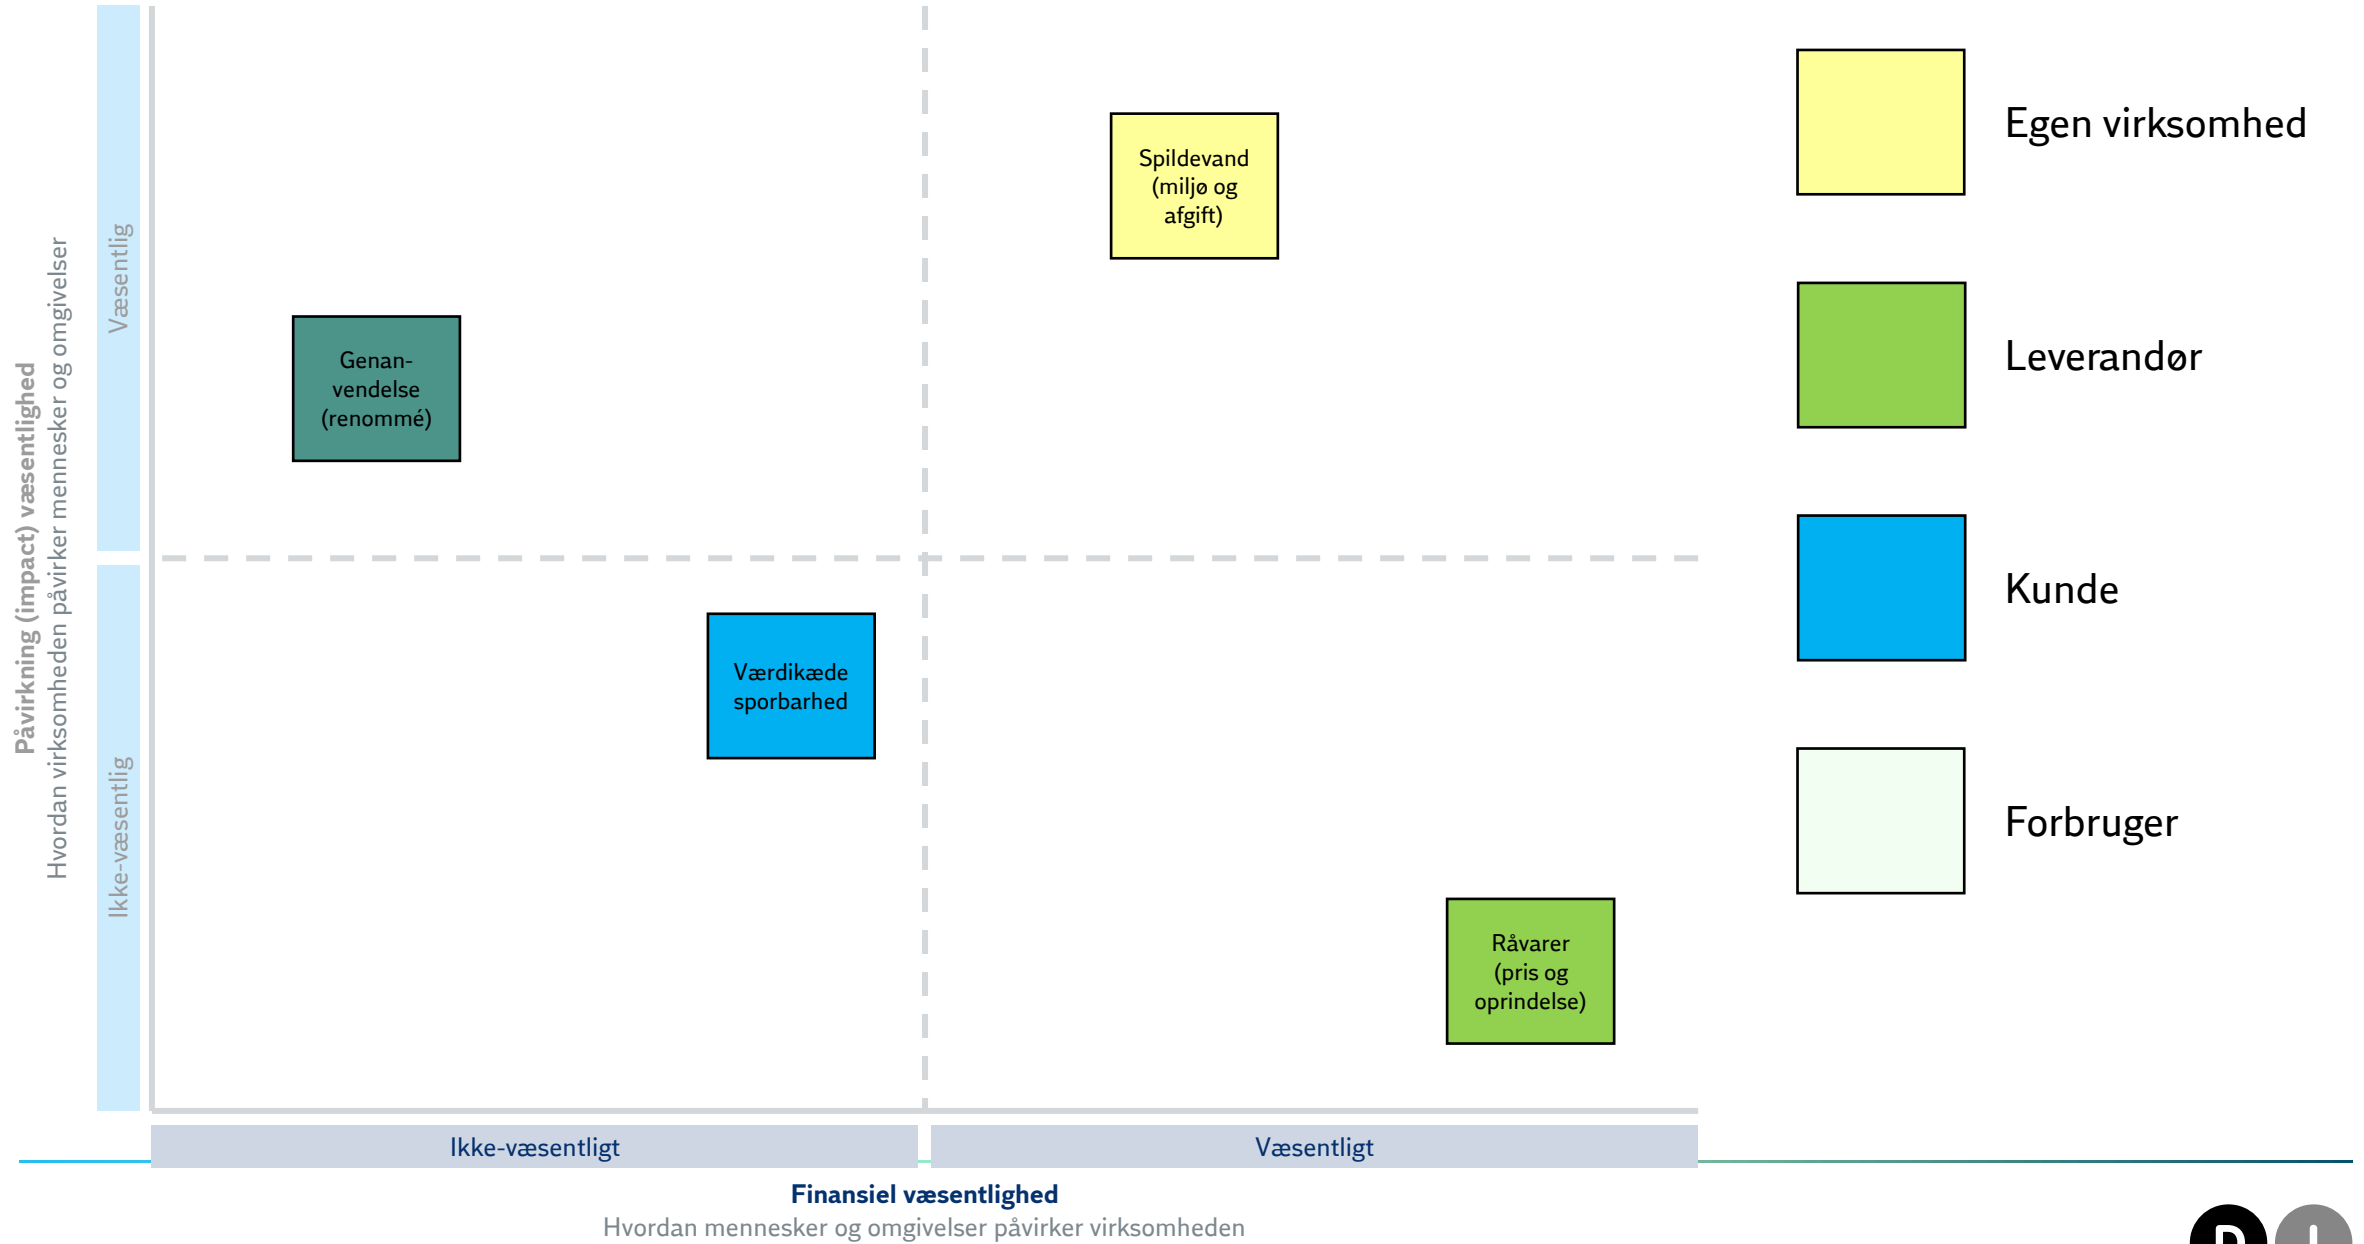 Påvirkning (impact) væsentlighed
Hvordan virksomheden påvirker mennesker og omgivelser
Væsentlig
Ikke-væsentlig
Spildevand
(miljø og
afgift)
Genan-
vendelse
(renommé)
Værdikæde
sporbarhed
Råvarer
(pris og
oprindelse)
Egen virksomhed
Leverandør
Kunde
Forbruger
Ikke-væsentligt
Væsentligt
Finansiel væsentlighed
Hvordan mennesker og omgivelser påvirker virksomheden
D I